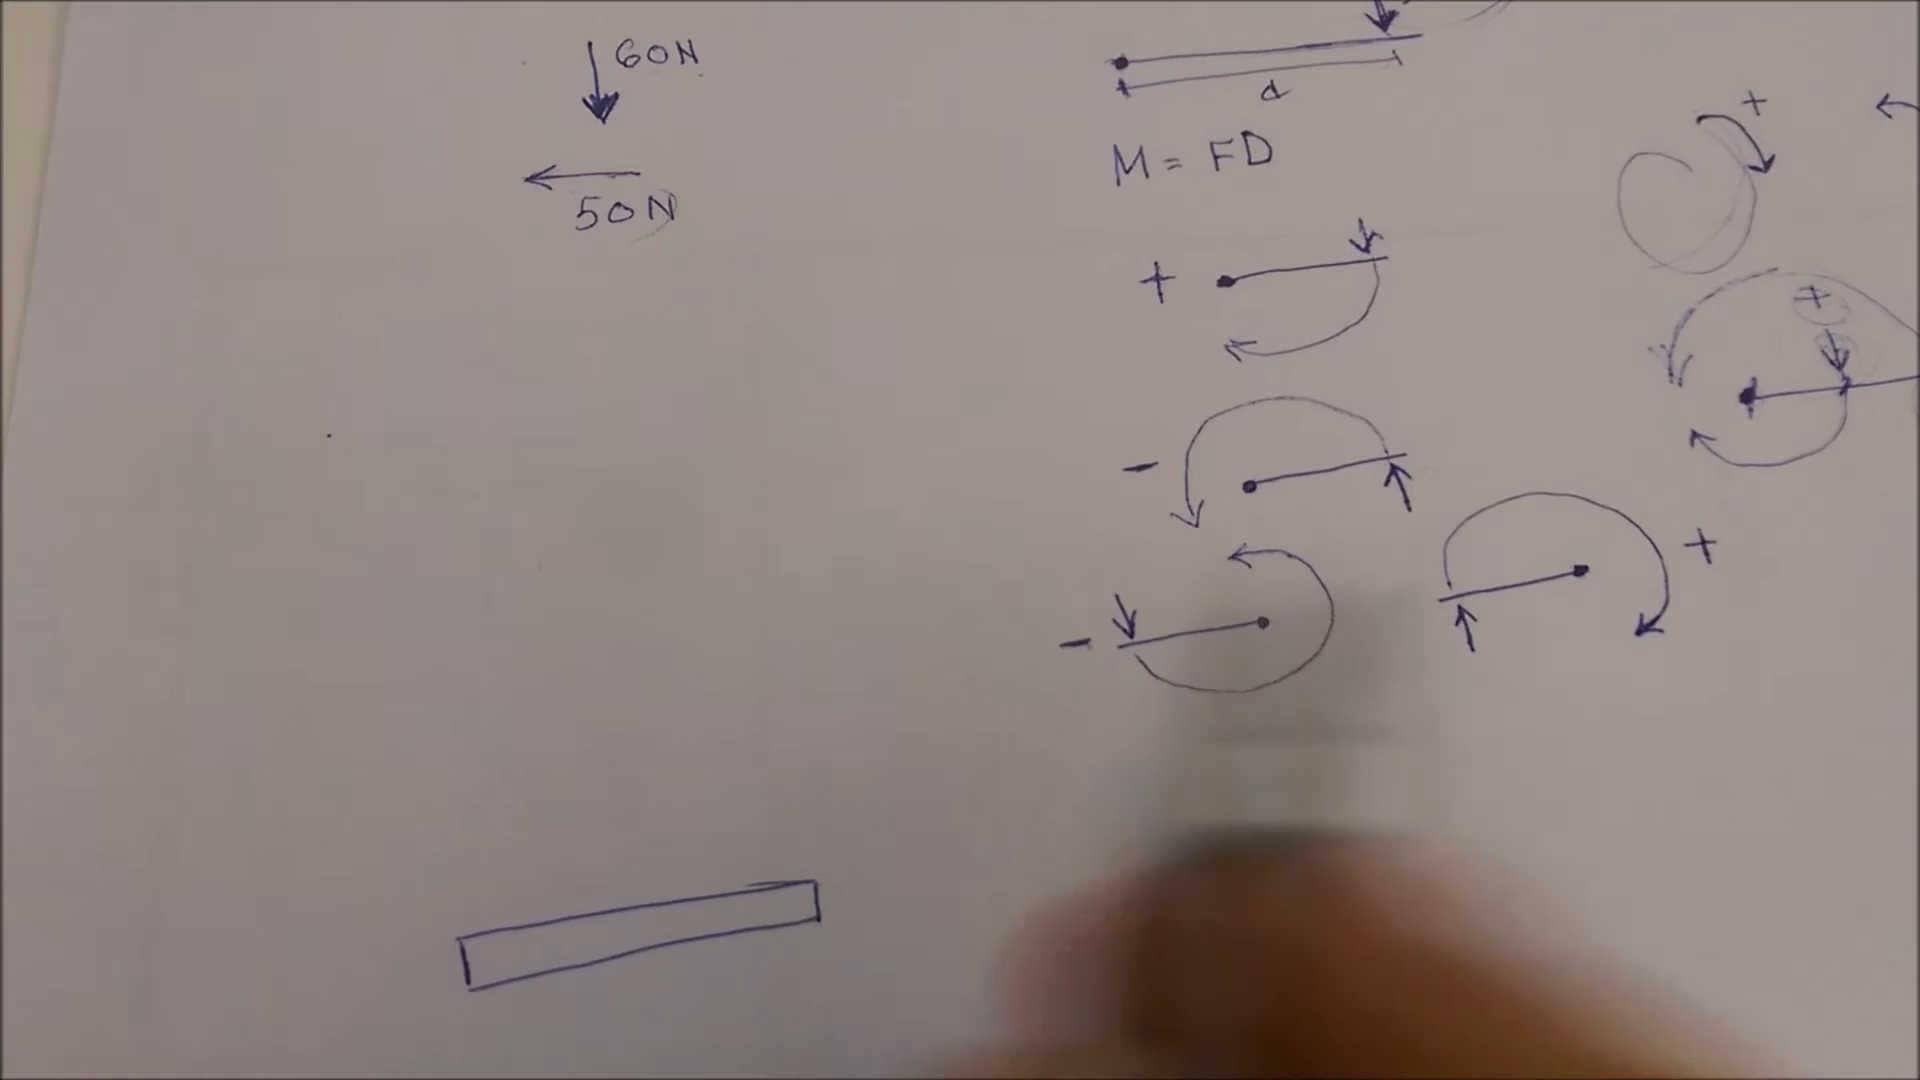 60N
50N
d
M = FD
+
+
+
-
+
-